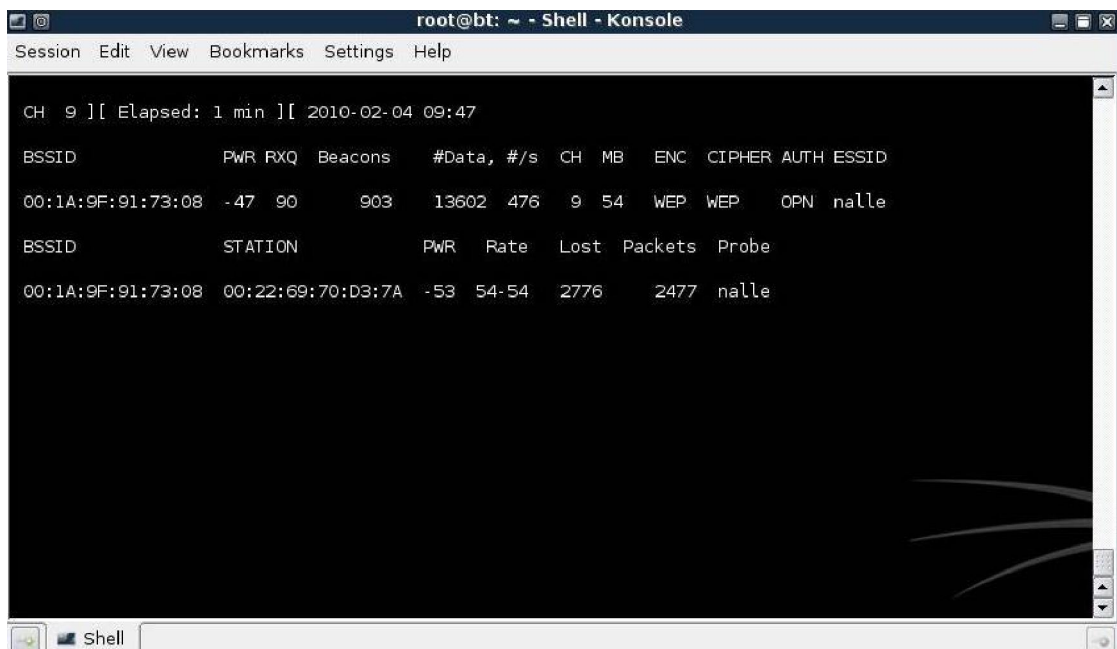 root@bt: ~ - Shell - Konsole
Session Edit View Bookmarks Settings Help
CH 9 ][ Elapsed: 1 min ][ 2010-02-04 09:47
BSSID PWR RXQ Beacons #Data, #/s CH MB ENC CIPHER AUTH ESSID
00:1A:9F:91:73:08 -47 90 903 13602 476 9 54 WEP WEP OPN nalle
BSSID STATION PWR Rate Lost Packets Probe
00:1A:9F:91:73:08 00:22:69:70:D3:7A -53 54-54 2776 2477 nalle
Shell